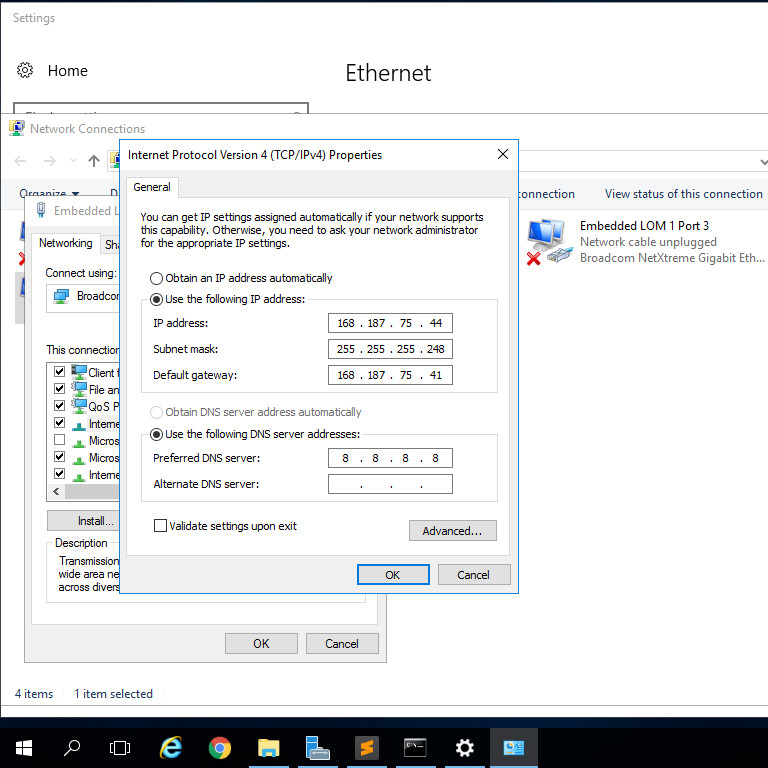 Settings
Home
Ethernet
Network Connections
Organize
Internet Protocol Version 4 (TCP/IPv4) Properties
General
You can get IP settings assigned automatically if your network supports
this capability. Otherwise, you need to ask your network administrator
for the appropriate IP settings.
Obtain an IP address automatically
Use the following IP address:
IP address: 168 . 187 . 75 . 44
Subnet mask: 255 . 255 . 255 . 248
Default gateway: 168 . 187 . 75 . 41
Obtain DNS server address automatically
Use the following DNS server addresses:
Preferred DNS server: 8 . 8 . 8 . 8
Alternate DNS server: . . .
Validate settings upon exit
Advanced...
OK
Cancel
View status of this connection
Embedded LOM 1 Port 3
Network cable unplugged
Broadcom NetXtreme Gigabit Eth...
Embedded L
Networking
Sha
Connect using:
Broadcom
This connection
Client f
File an
QoS P
Interne
Micros
Micros
Interne
Install...
Description
Transmission
wide area ne
across divers
OK
Cancel
4 items
1 item selected